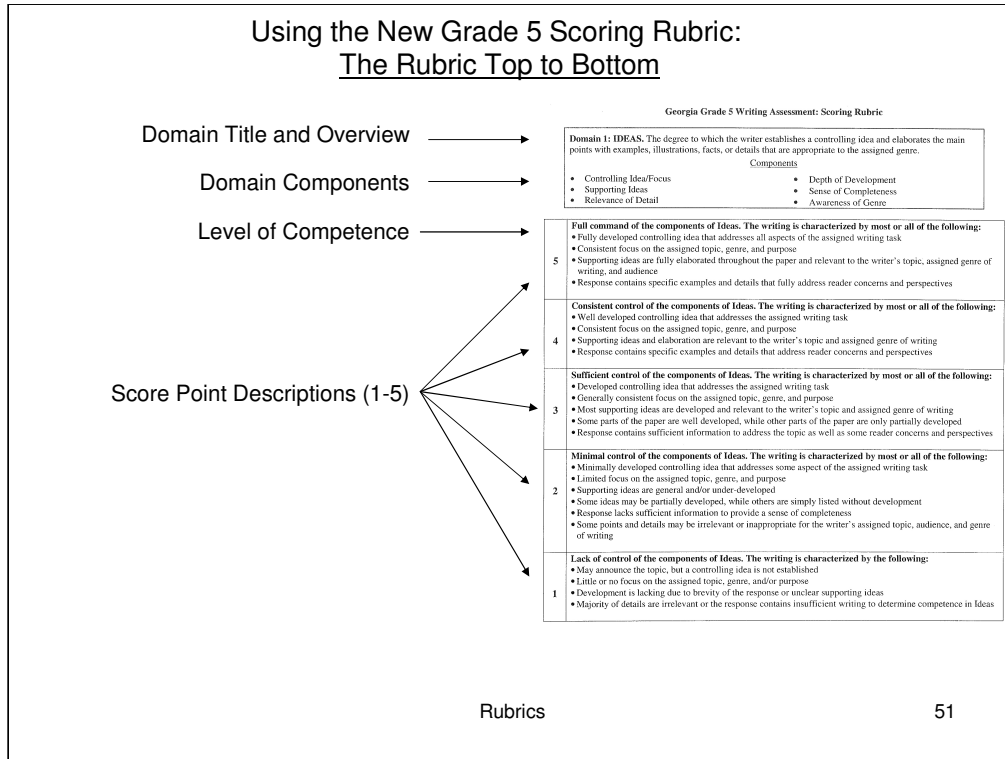 Using the New Grade 5 Scoring Rubric:
The Rubric Top to Bottom
Domain Title and Overview
Domain Components
Level of Competence
Score Point Descriptions (1-5)
Georgia Grade 5 Writing Assessment: Scoring Rubric
Domain 1: IDEAS. The degree to which the writer establishes a controlling idea and elaborates the main
points with examples, illustrations, facts, or details that are appropriate to the assigned genre.
Components
• Controlling Idea/Focus
• Supporting Ideas
• Relevance of Detail
• Depth of Development
• Sense of Completeness
• Awareness of Genre
5
Full command of the components of Ideas. The writing is characterized by most or all of the following:
• Fully developed controlling idea that addresses all aspects of the assigned writing task
• Consistent focus on the assigned topic, genre, and purpose
• Supporting ideas are fully elaborated throughout the paper and relevant to the writer's topic, assigned genre of
writing, and audience
• Response contains specific examples and details that fully address reader concerns and perspectives
4
Consistent control of the components of Ideas. The writing is characterized by most or all of the following:
• Well developed controlling idea that addresses the assigned writing task
• Consistent focus on the assigned topic, genre, and purpose
• Supporting ideas and elaboration are relevant to the writer's topic and assigned genre of writing
• Response contains specific examples and details that address reader concerns and perspectives
3
Sufficient control of the components of Ideas. The writing is characterized by most or all of the following:
• Developed controlling idea that addresses the assigned writing task
• Generally consistent focus on the assigned topic, genre, and purpose
• Most supporting ideas are developed and relevant to the writer's topic and assigned genre of writing
• Some parts of the paper are well developed, while other parts of the paper are only partially developed
• Response contains sufficient information to address the topic as well as some reader concerns and perspectives
2
Minimal control of the components of Ideas. The writing is characterized by most or all of the following:
• Minimally developed controlling idea that addresses some aspect of the assigned writing task
• Limited focus on the assigned topic, genre, and purpose
• Supporting ideas are general and/or under-developed
• Some ideas may be partially developed, while others are simply listed without development
• Response lacks sufficient information to provide a sense of completeness
• Some points and details may be irrelevant or inappropriate for the writer's assigned topic, audience, and genre
of writing
1
Lack of control of the components of Ideas. The writing is characterized by the following:
• May announce the topic, but a controlling idea is not established
• Little or no focus on the assigned topic, genre, and/or purpose
• Development is lacking due to brevity of the response or unclear supporting ideas
• Majority of details are irrelevant or the response contains insufficient writing to determine competence in Ideas
Rubrics
51